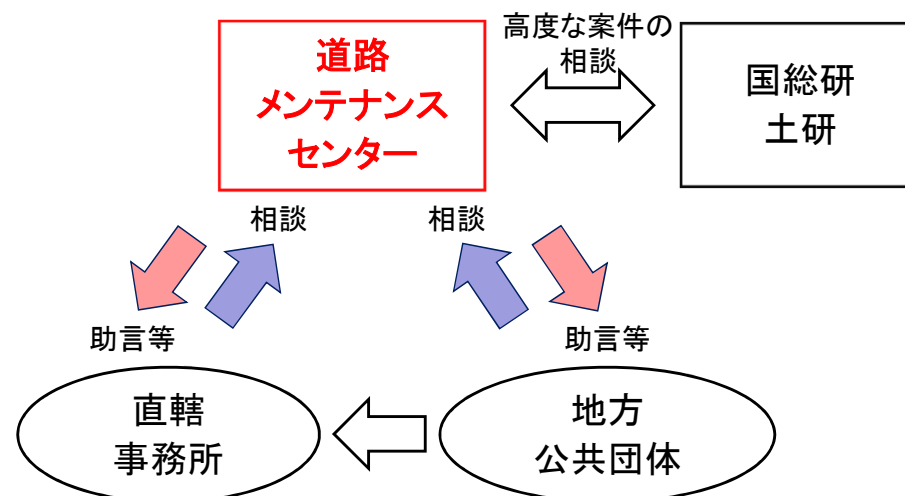 高度な案件の
相談
道路
メンテナンス
センター
国総研
土研
相談
相談
助言等
助言等
直轄
事務所
地方
公共団体